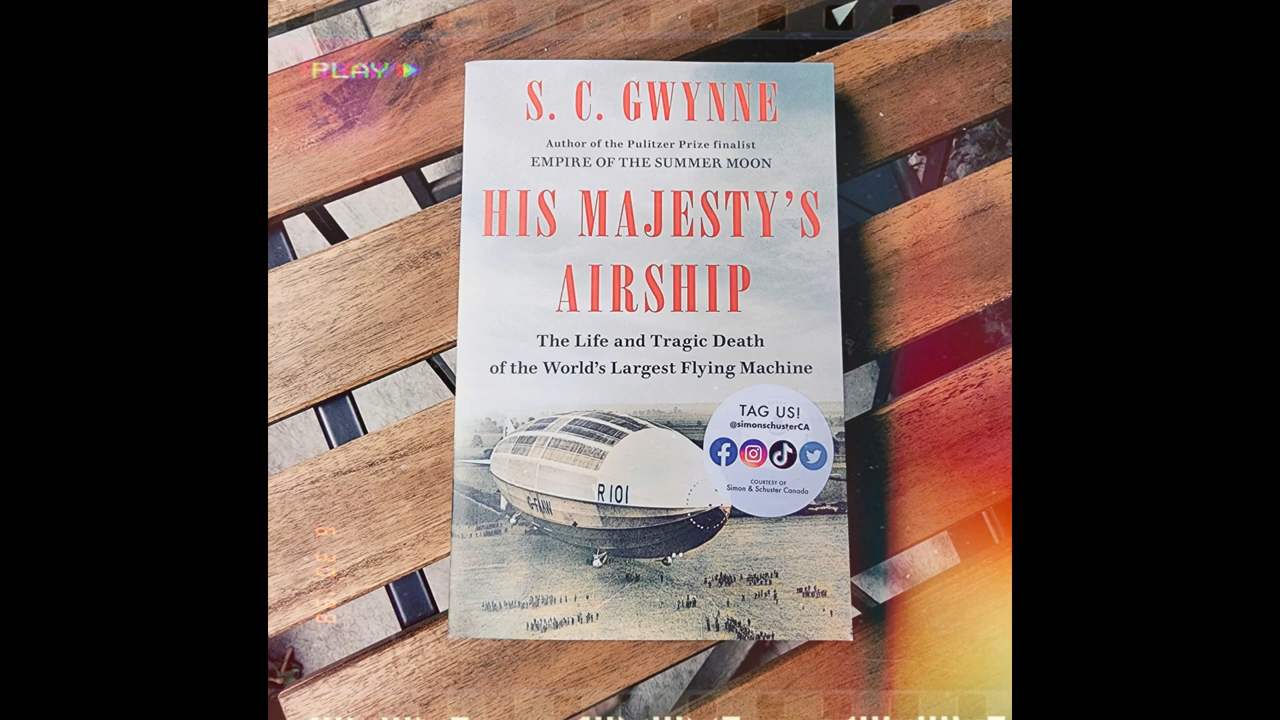 PLAY
S. C. GWYNNE
Author of the Pulitzer Prize finalist
EMPIRE OF THE SUMMER MOON
HIS MAJESTY'S
AIRSHIP
The Life and Tragic Death
of the World's Largest Flying Machine
TAG US!
@simonschusterCA
COURTESY OF
Simon & Schuster Canada
R101
G-FAAW